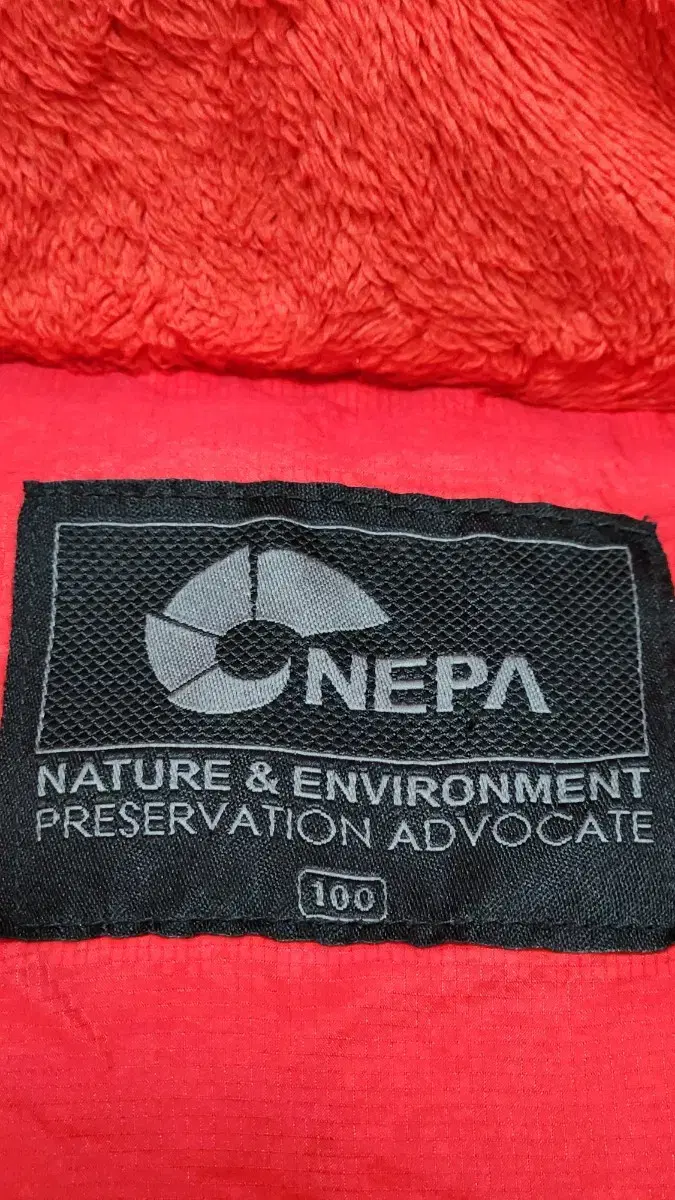 NEPA
NATURE & ENVIRONMENT
PRESERVATION ADVOCATE
100